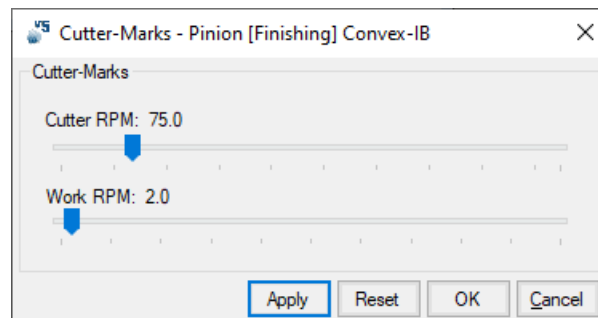 VS Cutter-Marks - Pinion [Finishing] Convex-IB
Cutter-Marks
Cutter RPM: 75.0
Work RPM: 2.0
Apply Reset OK Cancel